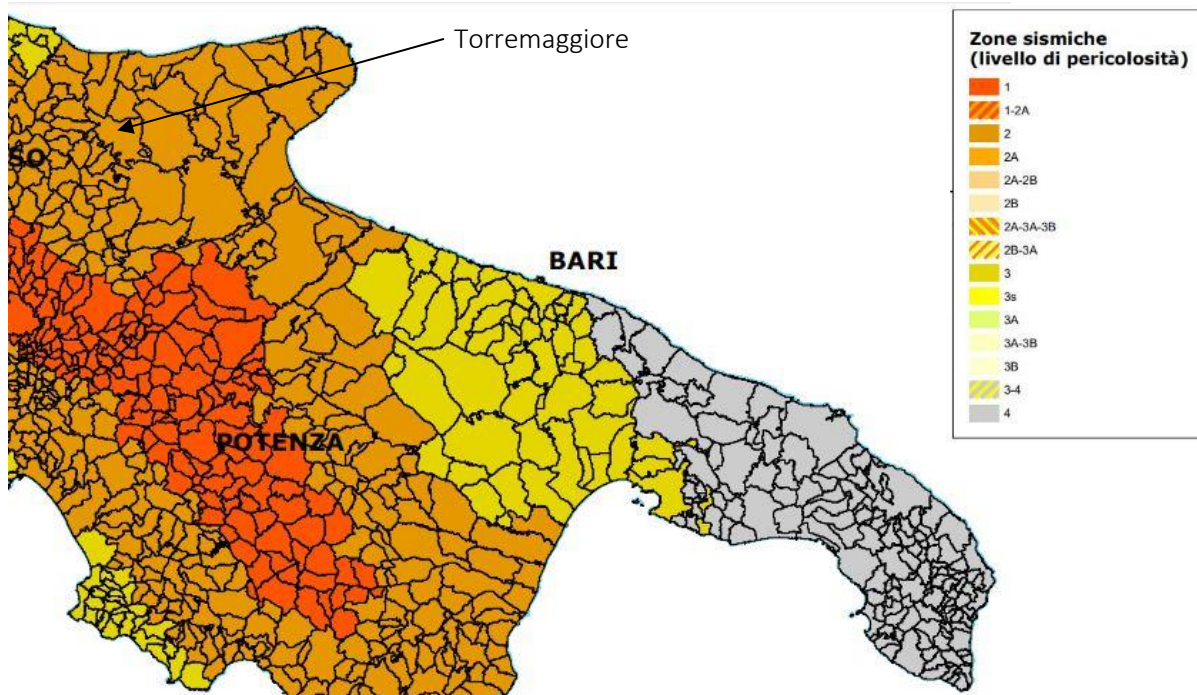 Torremaggiore
SO
BARI
POTENZA
Zone sismiche
(livello di pericolosità)
1
1-2A
2
2A
2A-2B
2B
2A-3A-3B
2B-3A
3
3s
3A
3A-3B
3B
3-4
4